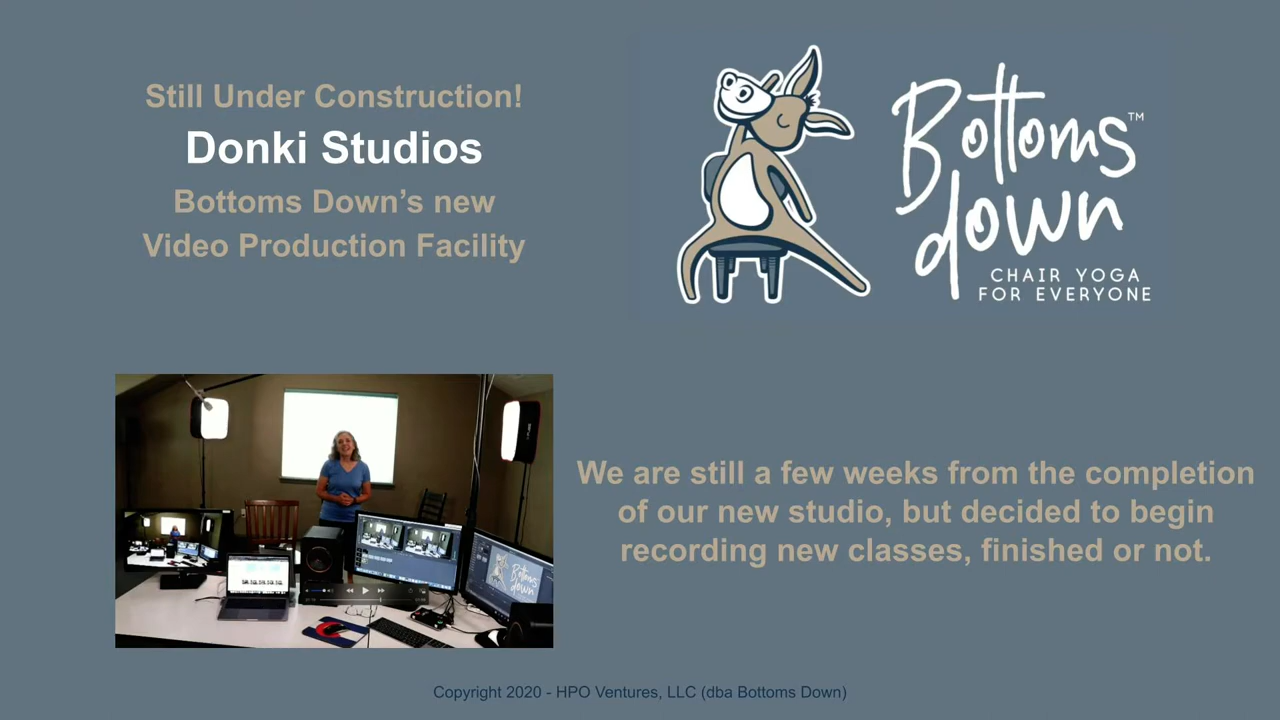 Still Under Construction!
Donki Studios
Bottoms Down’s new
Video Production Facility
Bottoms™
down
CHAIR YOGA
FOR EVERYONE
Bottoms
down
We are still a few weeks from the completion
of our new studio, but decided to begin
recording new classes, finished or not.
Copyright 2020 - HPO Ventures, LLC (dba Bottoms Down)